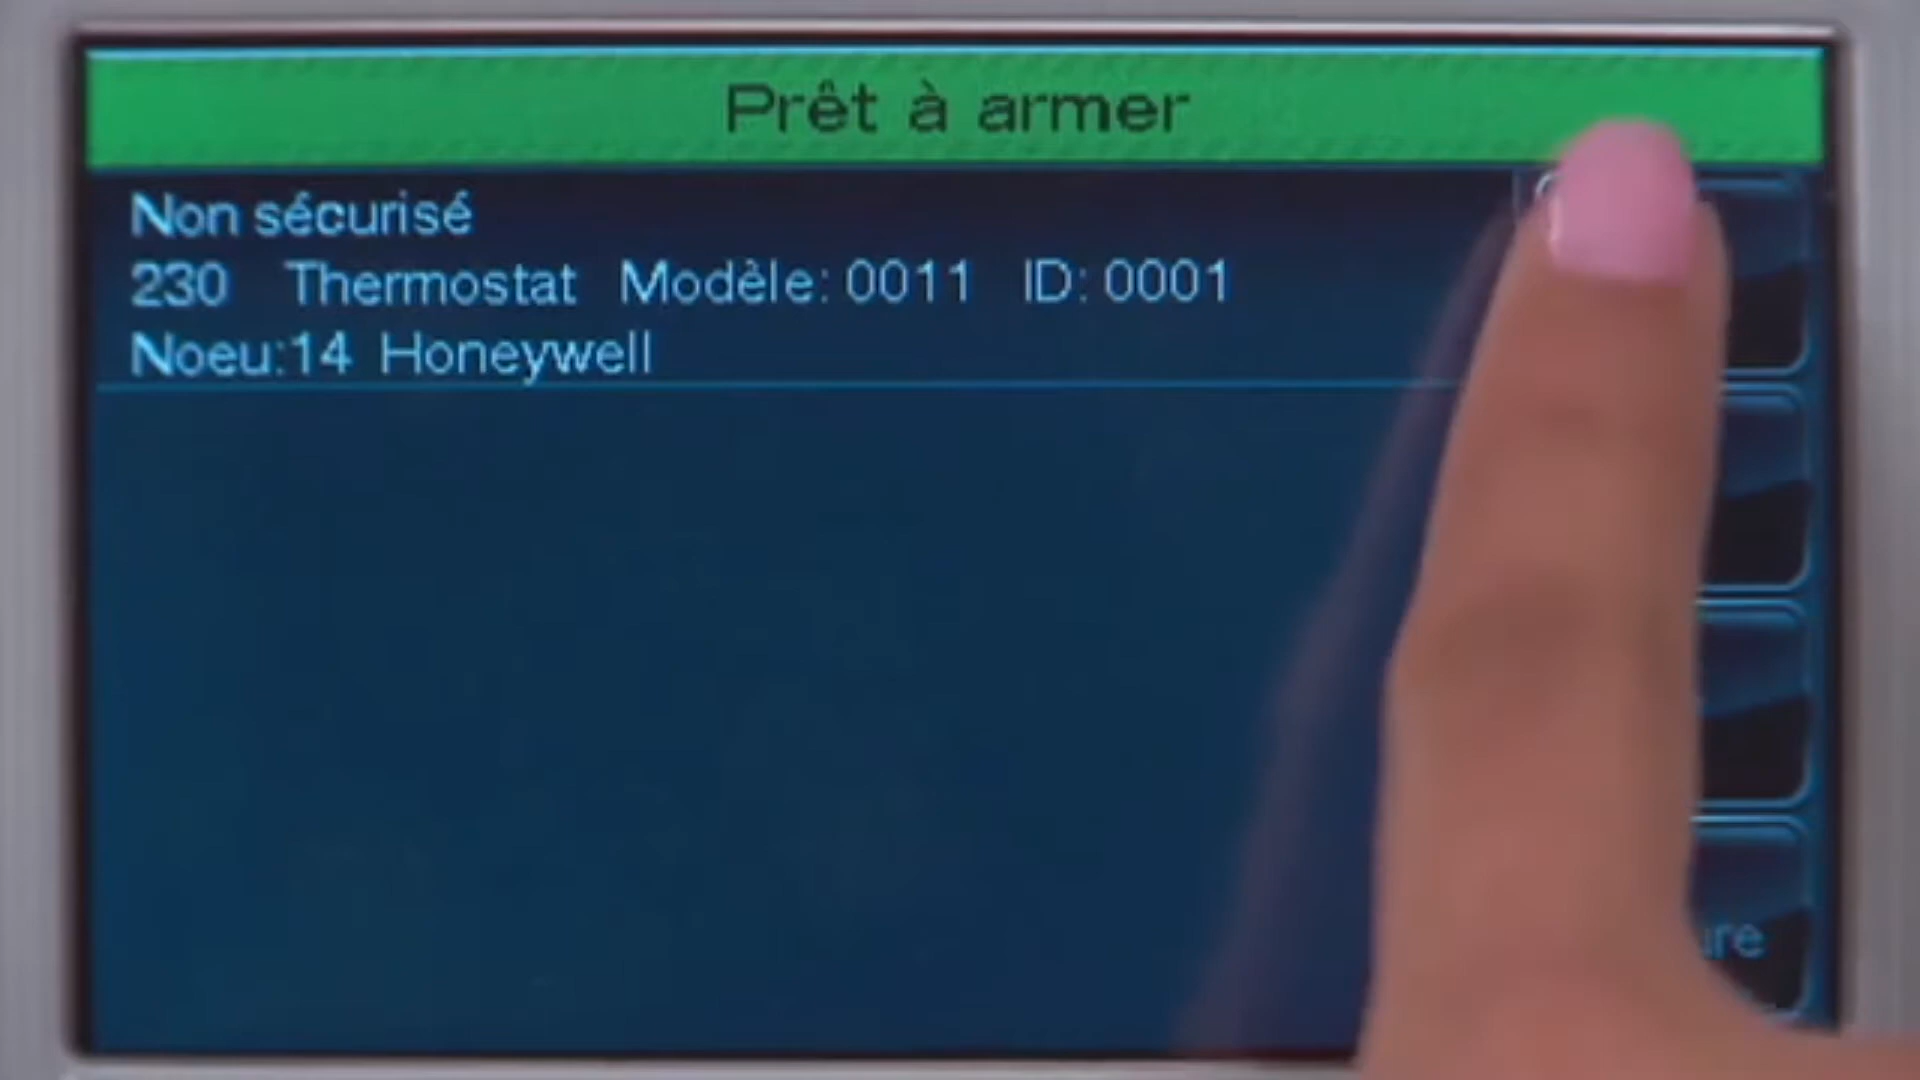 Prêt à armer
Non sécurisé
230 Thermostat Modèle: 0011 ID: 0001
Noeu:14 Honeywell